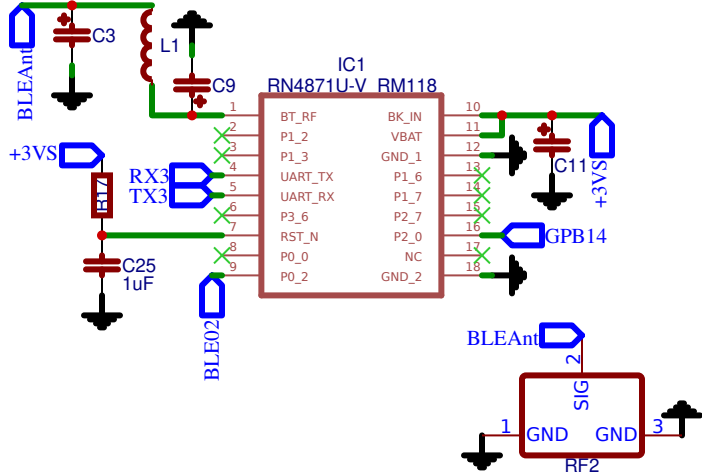 C3
L1
C9
BLEAnt
IC1
RN4871U-V RM118
1 BT_RF BK_IN 10
2 P1_2 VBAT 11
3 P1_3 GND_1 12
4 UART_TX P1_6 13
5 UART_RX P1_7 14
6 P3_6 P2_7 15
7 RST_N P2_0 16
8 P0_0 NC 17
9 P0_2 GND_2 18
C11
+3VS
+3VS
RX3
TX3
R17
GPB14
C25
1uF
BLE02
BLEAnt
2
SIG
1 GND GND 3
RF2